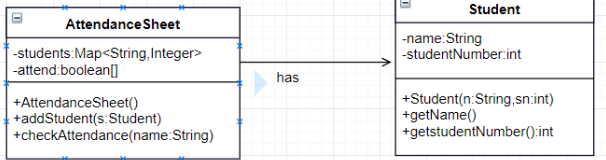 AttendanceSheet
-students:Map<String,Integer>
-attend:boolean[]
+AttendanceSheet()
+addStudent(s:Student)
+checkAttendance(name:String)
has
Student
-name:String
-studentNumber:int
+Student(n:String,sn:int)
+getName()
+getstudentNumber():int